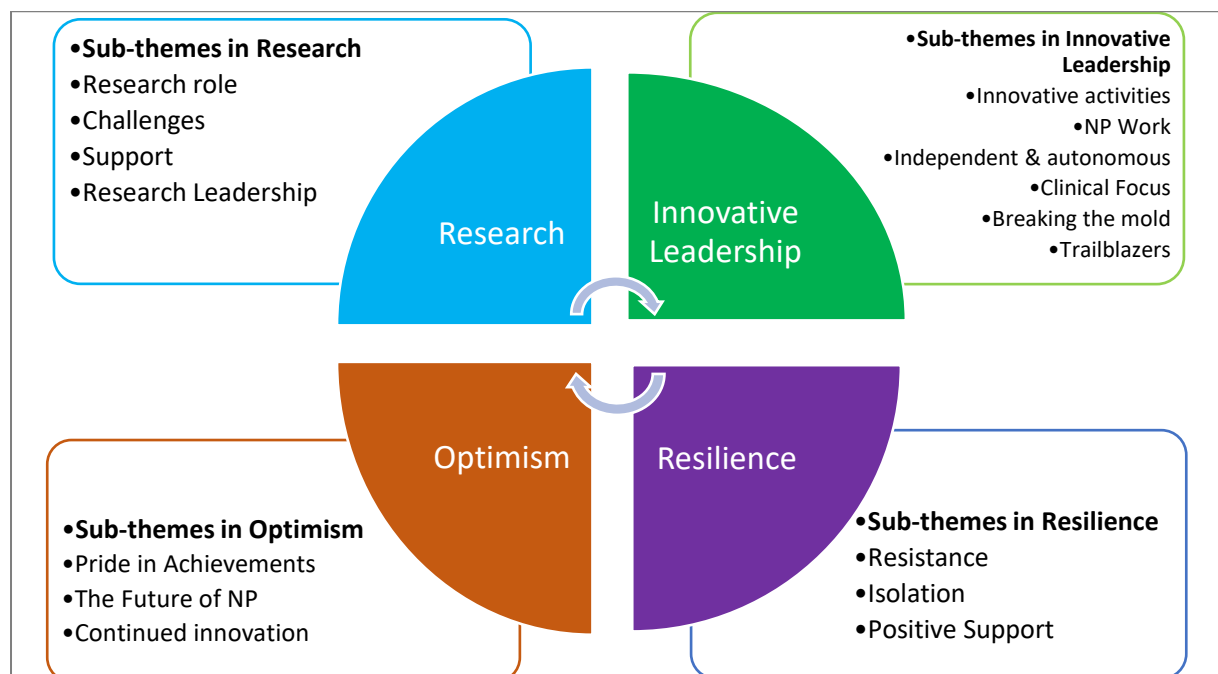 •Sub-themes in Research
•Research role
•Challenges
•Support
•Research Leadership
•Sub-themes in Innovative
Leadership
•Innovative activities
•NP Work
•Independent & autonomous
•Clinical Focus
•Breaking the mold
•Trailblazers
Research
Innovative
Leadership
Optimism
Resilience
•Sub-themes in Optimism
•Pride in Achievements
•The Future of NP
•Continued innovation
•Sub-themes in Resilience
•Resistance
•Isolation
•Positive Support